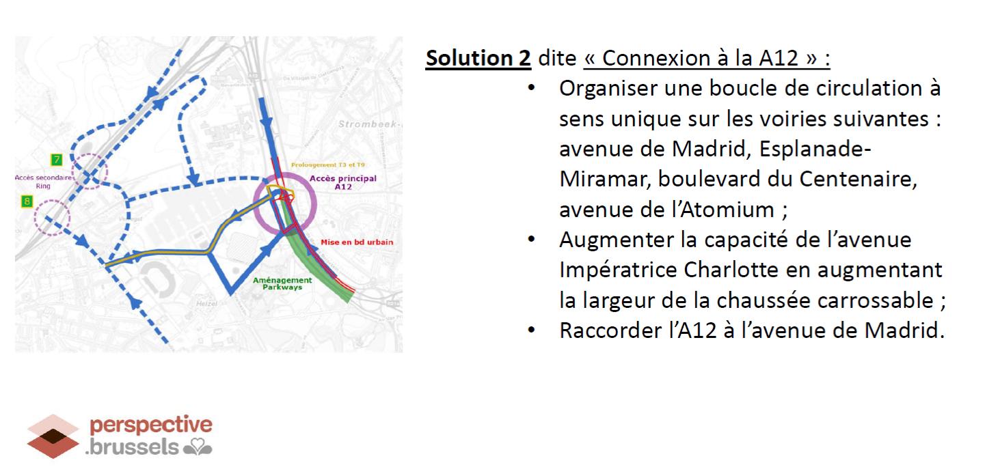 Solution 2 dite « Connexion à la A12 » :
• Organiser une boucle de circulation à
sens unique sur les voiries suivantes :
avenue de Madrid, Esplanade-
Miramar, boulevard du Centenaire,
avenue de l’Atomium ;
• Augmenter la capacité de l’avenue
Impératrice Charlotte en augmentant
la largeur de la chaussée carrossable ;
• Raccorder l’A12 à l’avenue de Madrid.
Strombeek-
Prolongement T3 et T9
7
Accès secondaire
Ring
Accès principal
A12
8
Mise en bd urbain
Aménagement
Parkways
Heizel
perspective
.brussels